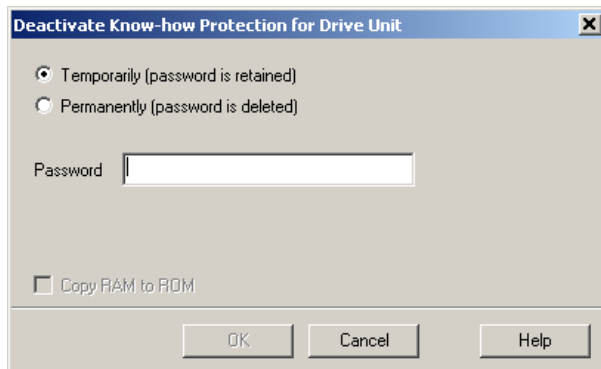 Deactivate Know-how Protection for Drive Unit
Temporarily (password is retained)
Permanently (password is deleted)
Password
Copy RAM to ROM
OK Cancel Help